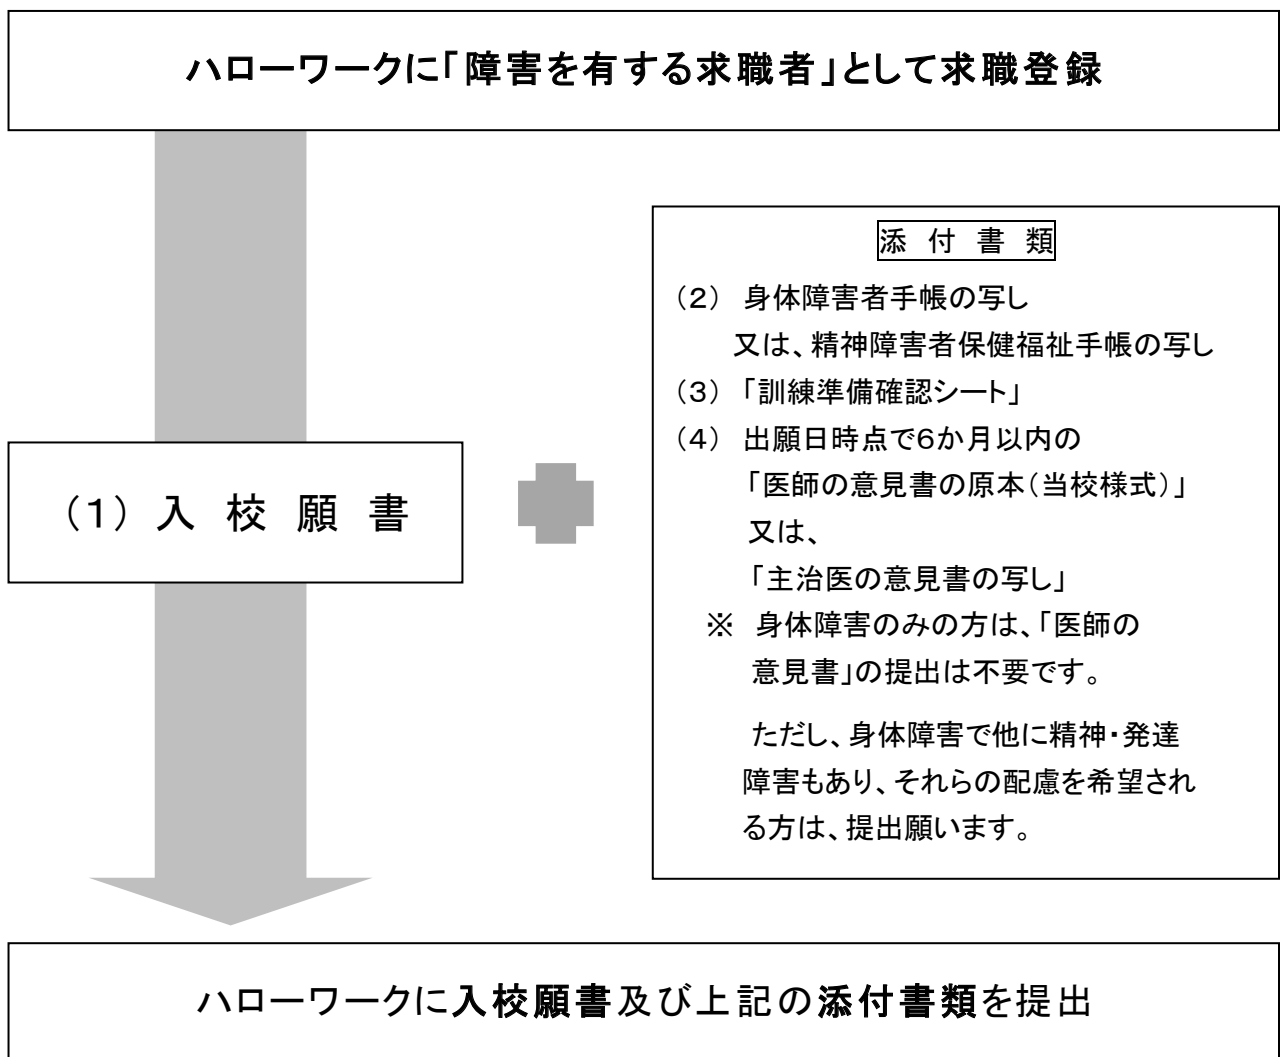 ハローワークに「障害を有する求職者」として求職登録
(1) 入 校 願 書
添 付 書 類
(2) 身体障害者手帳の写し
又は、精神障害者保健福祉手帳の写し
(3) 「訓練準備確認シート」
(4) 出願日時点で6か月以内の
「医師の意見書の原本(当校様式)」
又は、
「主治医の意見書の写し」
※ 身体障害のみの方は、「医師の
意見書」の提出は不要です。
ただし、身体障害で他に精神・発達
障害もあり、それらの配慮を希望され
る方は、提出願います。
ハローワークに入校願書及び上記の添付書類を提出